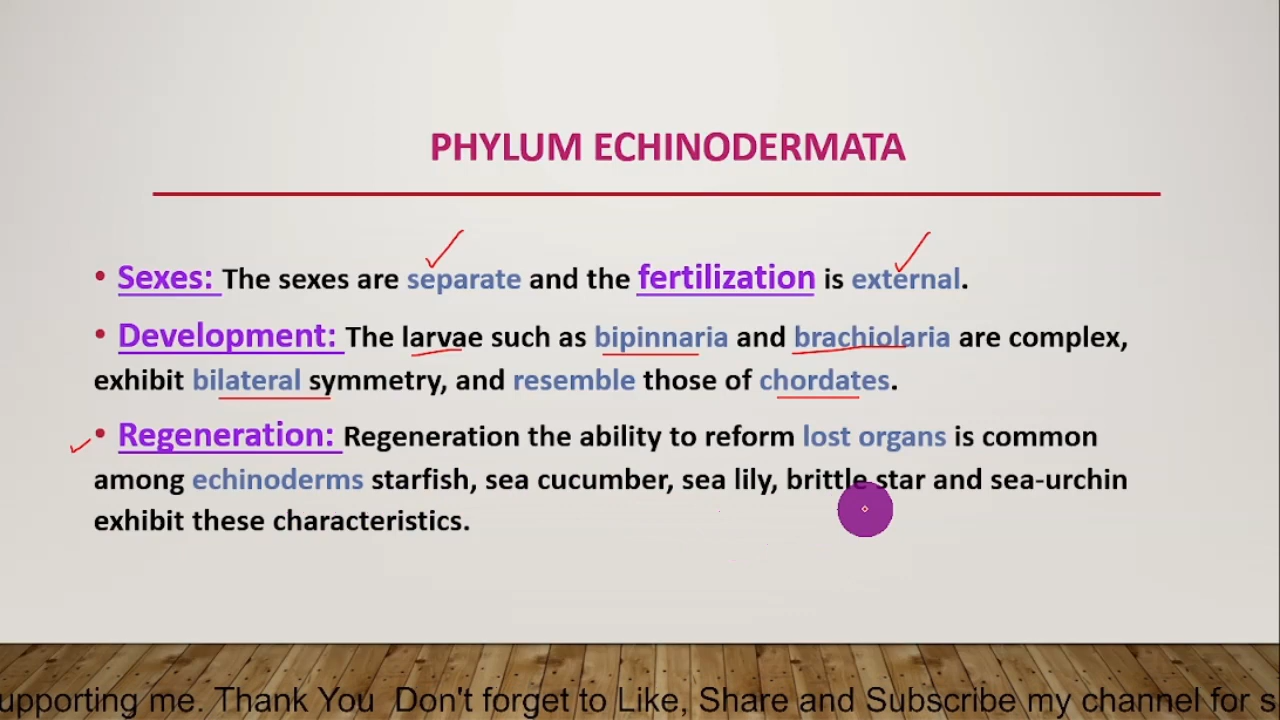 PHYLUM ECHINODERMATA
• Sexes: The sexes are separate and the fertilization is external.
• Development: The larvae such as bipinnaria and brachiolaria are complex,
exhibit bilateral symmetry, and resemble those of chordates.
• Regeneration: Regeneration the ability to reform lost organs is common
among echinoderms starfish, sea cucumber, sea lily, brittle star and sea-urchin
exhibit these characteristics.
upporting me. Thank You Don't forget to Like, Share and Subscribe my channel for s